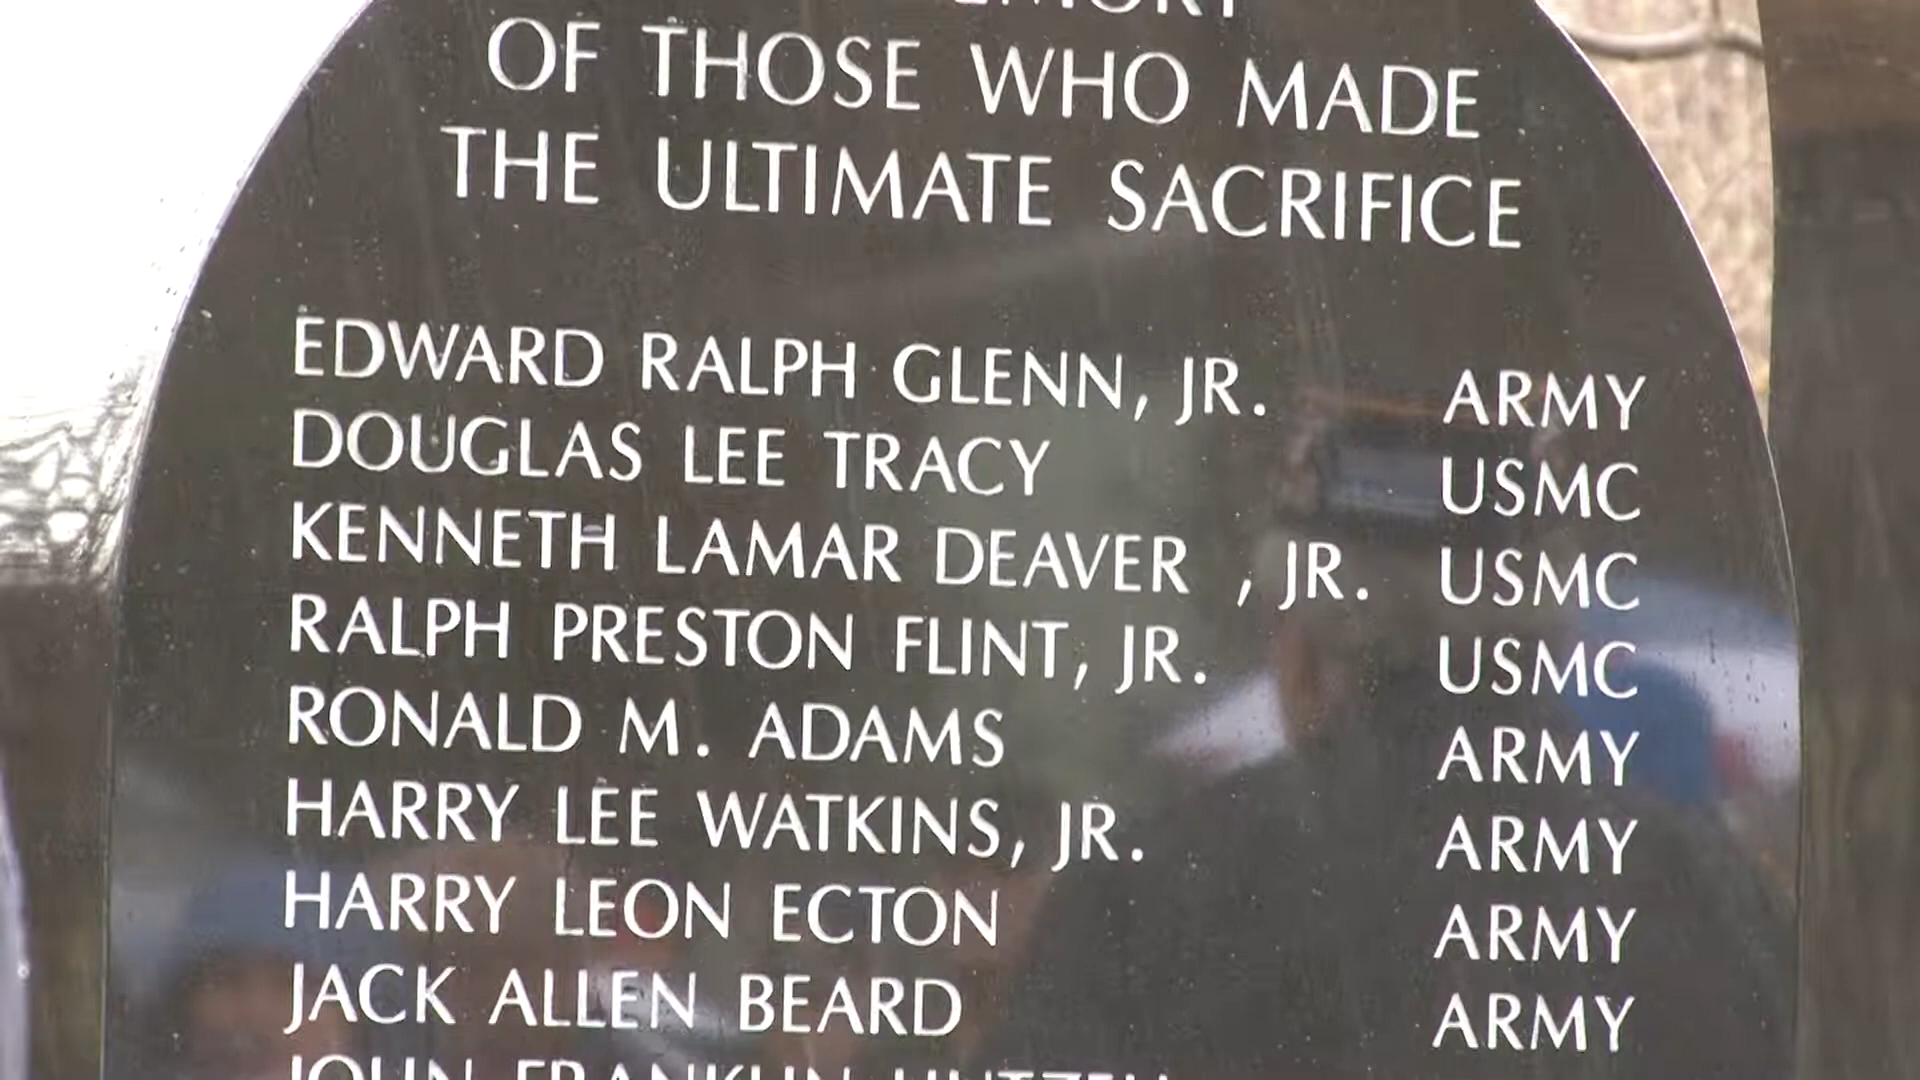 OF THOSE WHO MADE
THE ULTIMATE SACRIFICE
EDWARD RALPH GLENN, JR. ARMY
DOUGLAS LEE TRACY USMC
KENNETH LAMAR DEAVER , JR. USMC
RALPH PRESTON FLINT, JR. USMC
RONALD M. ADAMS ARMY
HARRY LEE WATKINS, JR. ARMY
HARRY LEON ECTON ARMY
JACK ALLEN BEARD ARMY
JOHN FRANKLIN